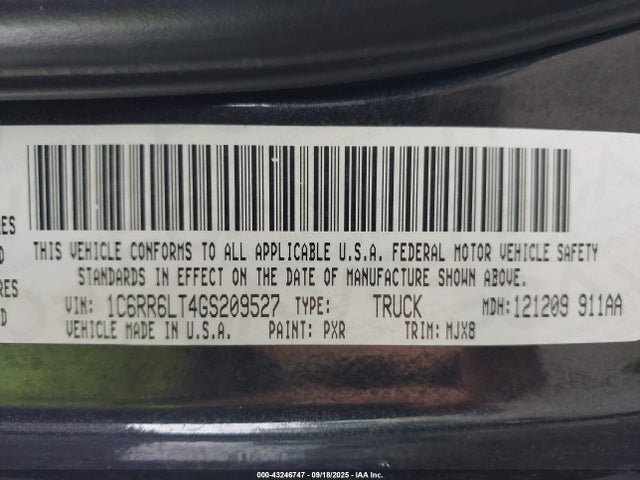 THIS VEHICLE CONFORMS TO ALL APPLICABLE U.S.A. FEDERAL MOTOR VEHICLE SAFETY
STANDARDS IN EFFECT ON THE DATE OF MANUFACTURE SHOWN ABOVE.
VIN: 1C6RR6LT4GS209527 TYPE: TRUCK MDH: 121209 911AA
VEHICLE MADE IN U.S.A. PAINT: PXR TRIM: MJX8
000-43246747 - 09/18/2025 - IAA Inc.